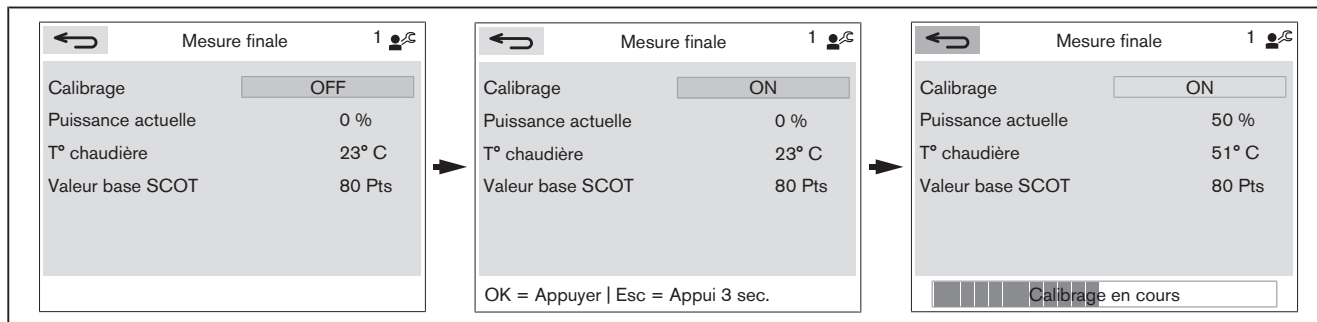 Mesure finale 1
Calibrage OFF
Puissance actuelle 0 %
T° chaudière 23° C
Valeur base SCOT 80 Pts
Mesure finale 1
Calibrage ON
Puissance actuelle 0 %
T° chaudière 23° C
Valeur base SCOT 80 Pts
OK = Appuyer | Esc = Appui 3 sec.
Mesure finale 1
Calibrage ON
Puissance actuelle 50 %
T° chaudière 51° C
Valeur base SCOT 80 Pts
Calibrage en cours